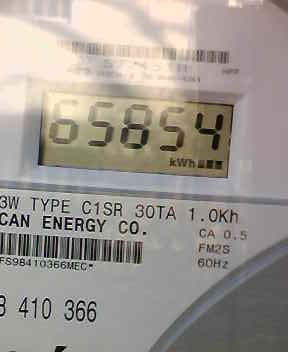 65854
kWh
3W TYPE C1SR 30TA 1.0Kh
CAN ENERGY CO.
CA 0.5
FM2S
60Hz
FS98410366MEC*
8 410 366